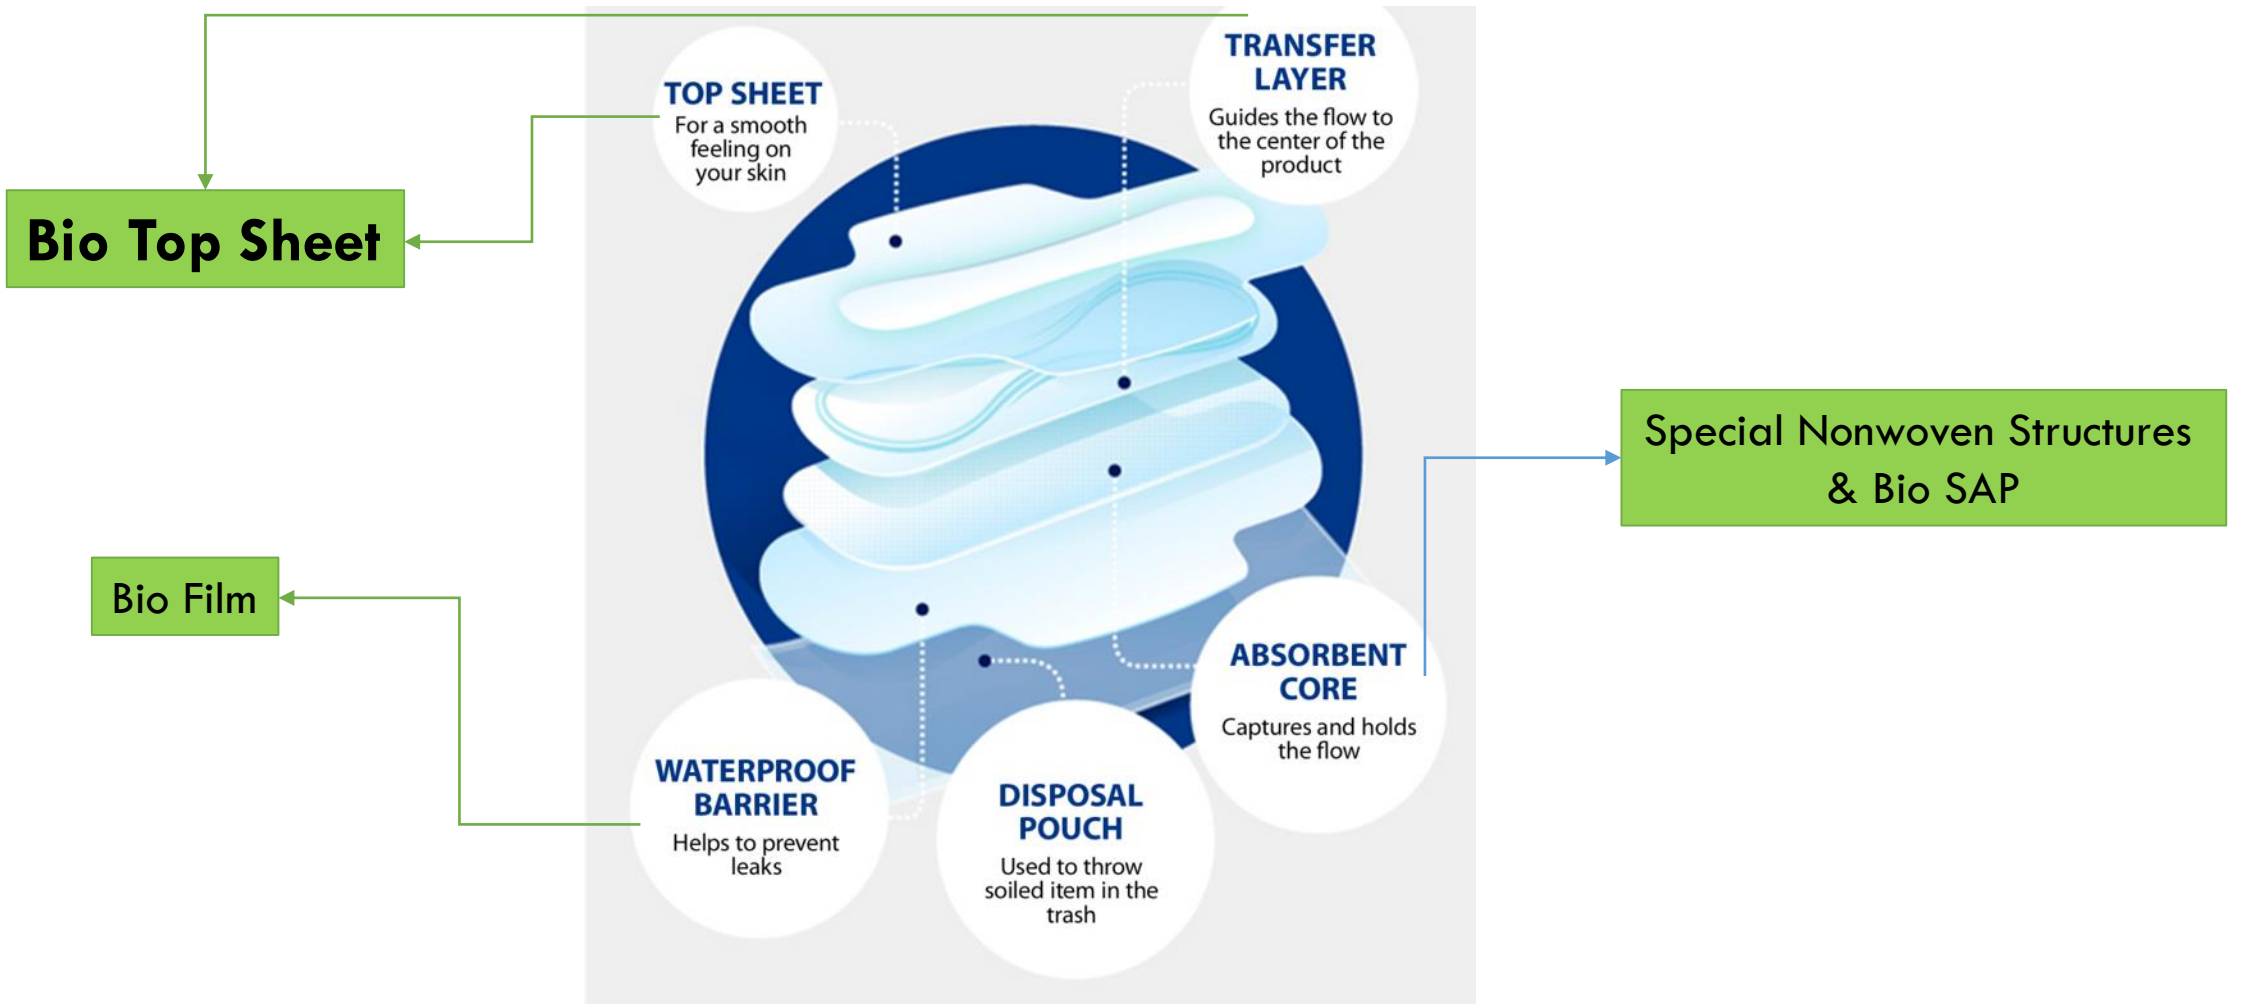 TRANSFER
LAYER
Guides the flow to
the center of the
product
TOP SHEET
For a smooth
feeling on
your skin
Bio Top Sheet
Special Nonwoven Structures
& Bio SAP
Bio Film
ABSORBENT
CORE
Captures and holds
the flow
WATERPROOF
BARRIER
Helps to prevent
leaks
DISPOSAL
POUCH
Used to throw
soiled item in the
trash